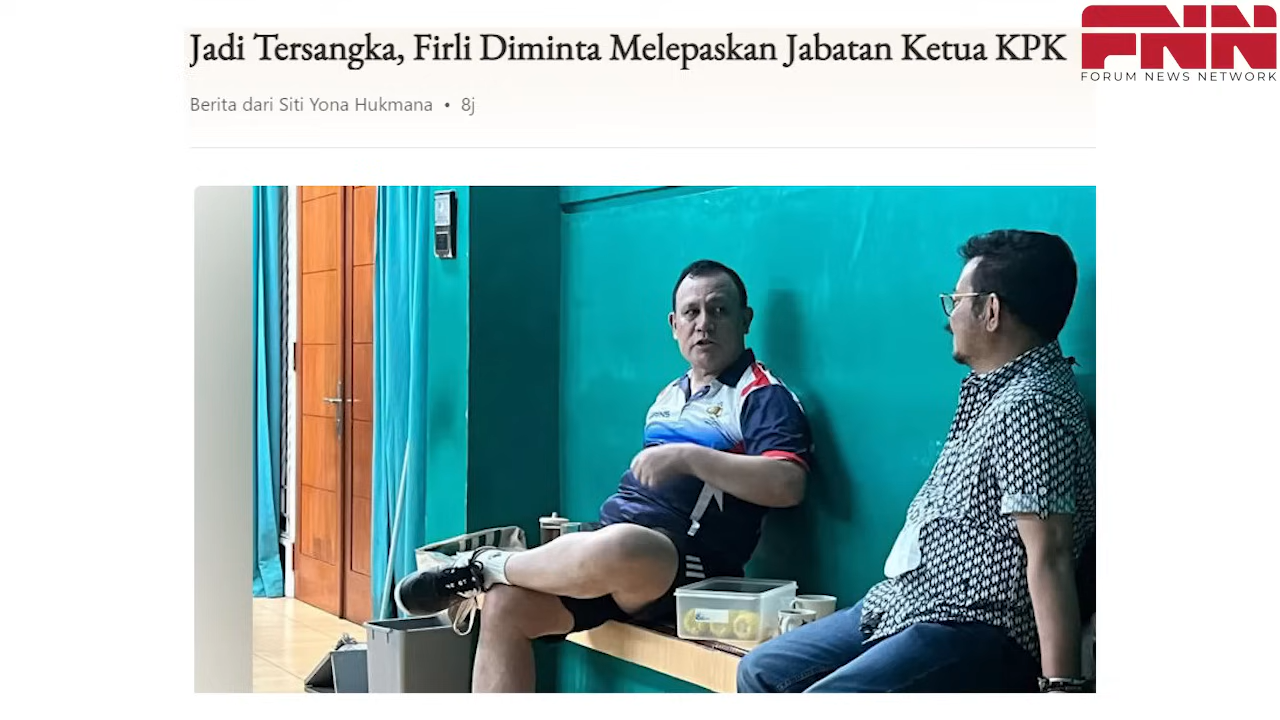 Jadi Tersangka, Firli Diminta Melepaskan Jabatan Ketua KPK
FNN
FORUM NEWS NETWORK
Berita dari Siti Yona Hukmana • 8j